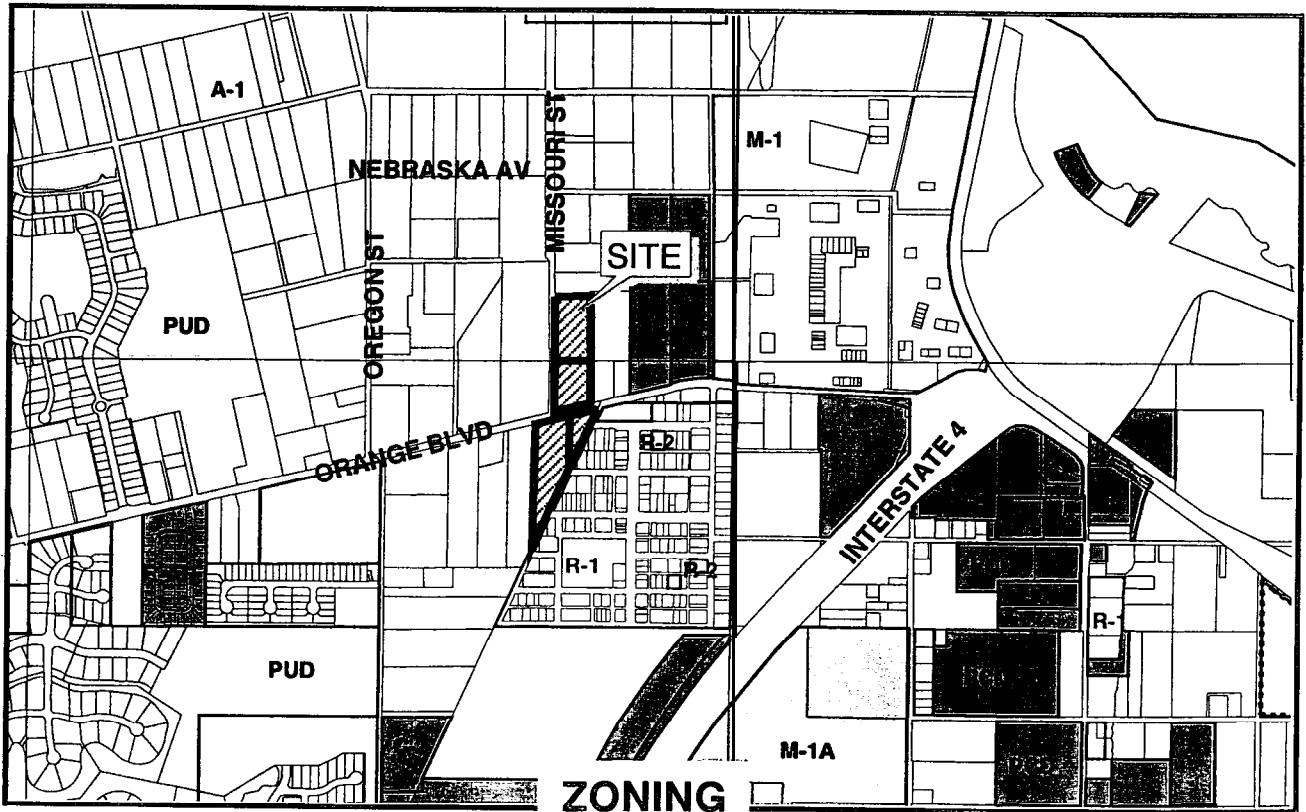 A-1
M-1
NEBRASKA AV
MISSOURI ST
SITE
OREGON ST
PUD
ORANGE BLVD
R-2
INTERSTATE 4
R-1
R-2
PUD
M-1A
ZONING